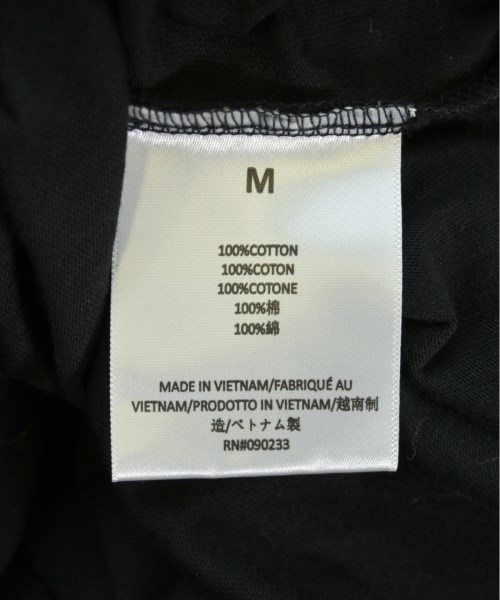 M
100%COTTON
100%COTON
100%COTONE
100%棉
100%綿
MADE IN VIETNAM/FABRIQUÉ AU
VIETNAM/PRODOTTO IN VIETNAM/越南制
造/ベトナム製
RN#090233